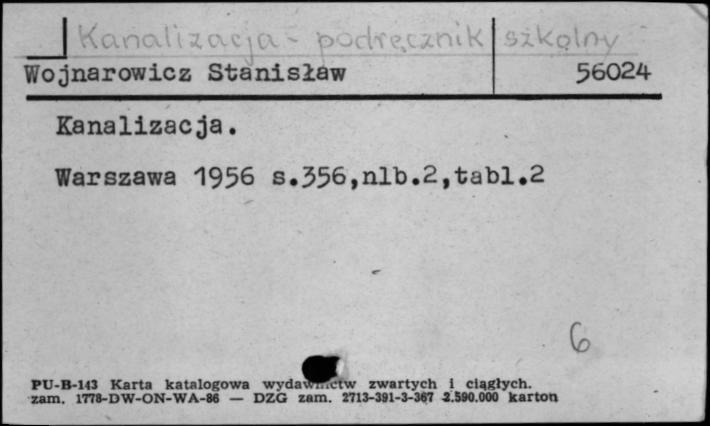 Kanalizacja - podręcznik szkolny
Wojnarowicz Stanisław 56024
Kanalizacja.
Warszawa 1956 s.356,nlb.2,tabl.2
6
PU-B-143 Karta katalogowa wydawnictw zwartych i ciągłych.
zam. 1778-DW-ON-WA-86 — DZG zam. 2713-391-3-367 2.590.000 karton